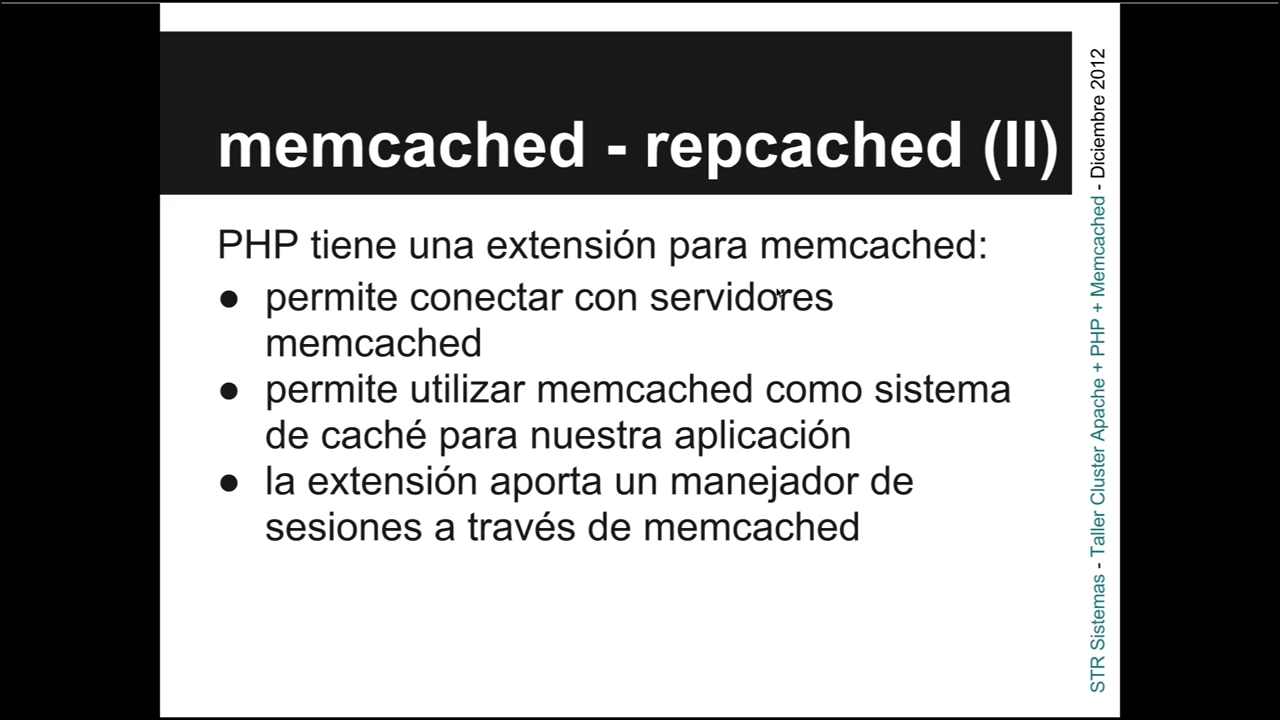 memcached - repcached (II)
PHP tiene una extensión para memcached:
● permite conectar con servidores
memcached
● permite utilizar memcached como sistema
de caché para nuestra aplicación
● la extensión aporta un manejador de
sesiones a través de memcached
STR Sistemas - Taller Cluster Apache + PHP + Memcached - Diciembre 2012